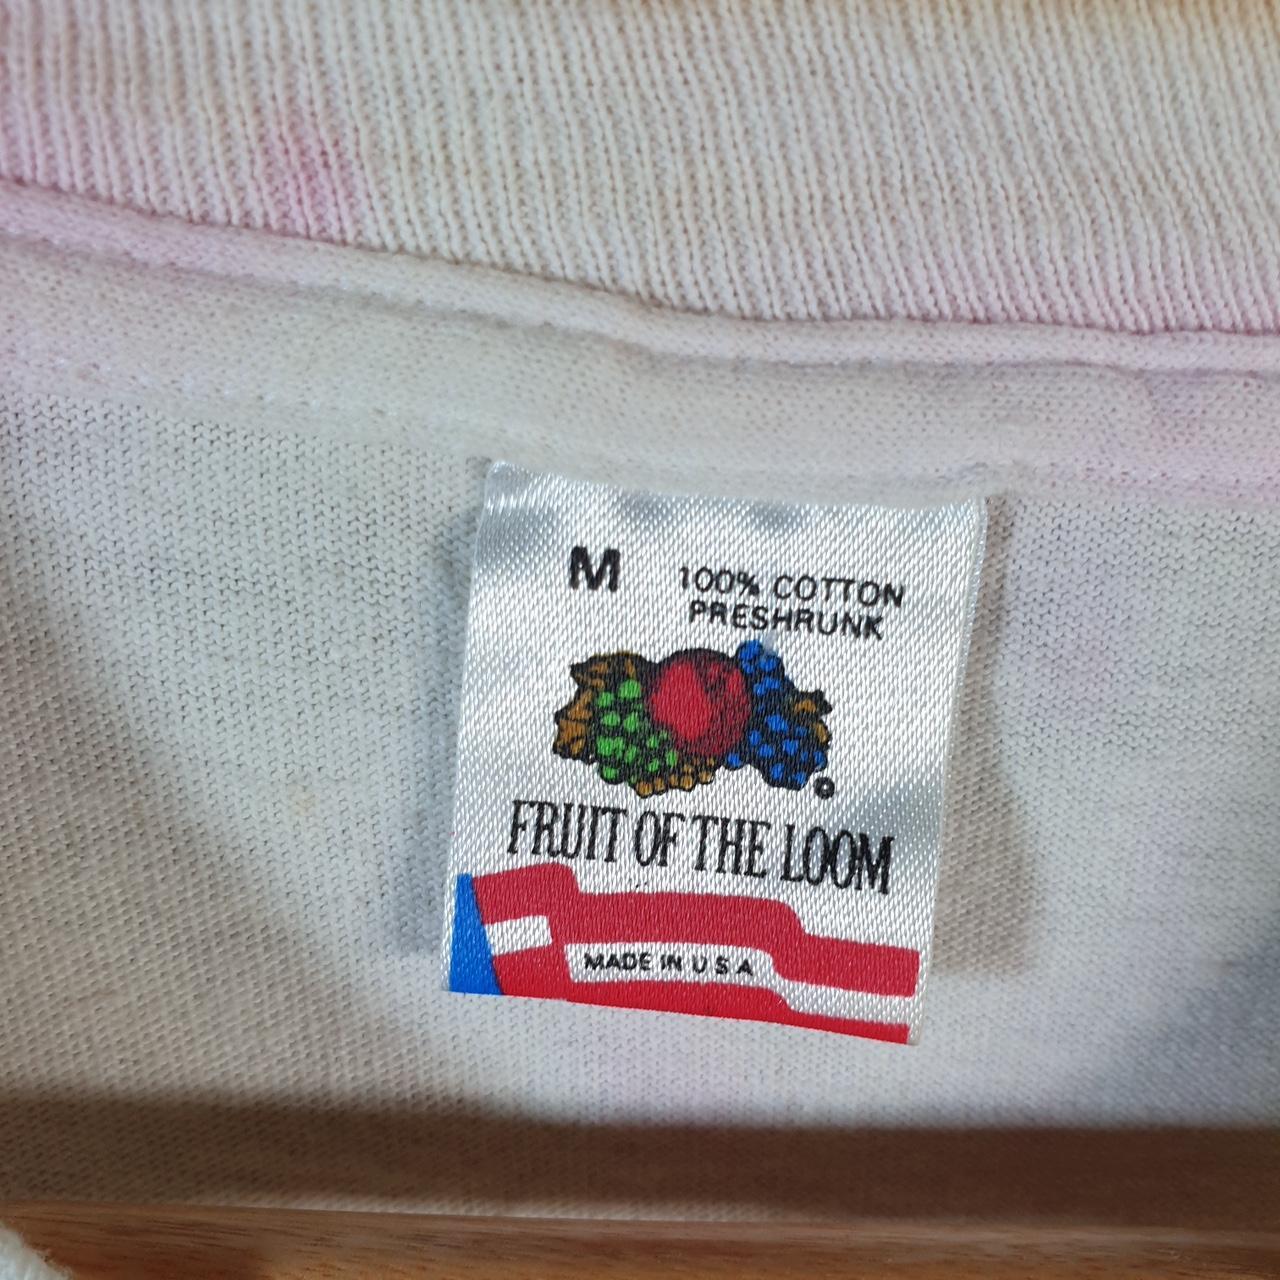 M
100% COTTON
PRESHRUNK
FRUIT OF THE LOOM
MADE IN U S A